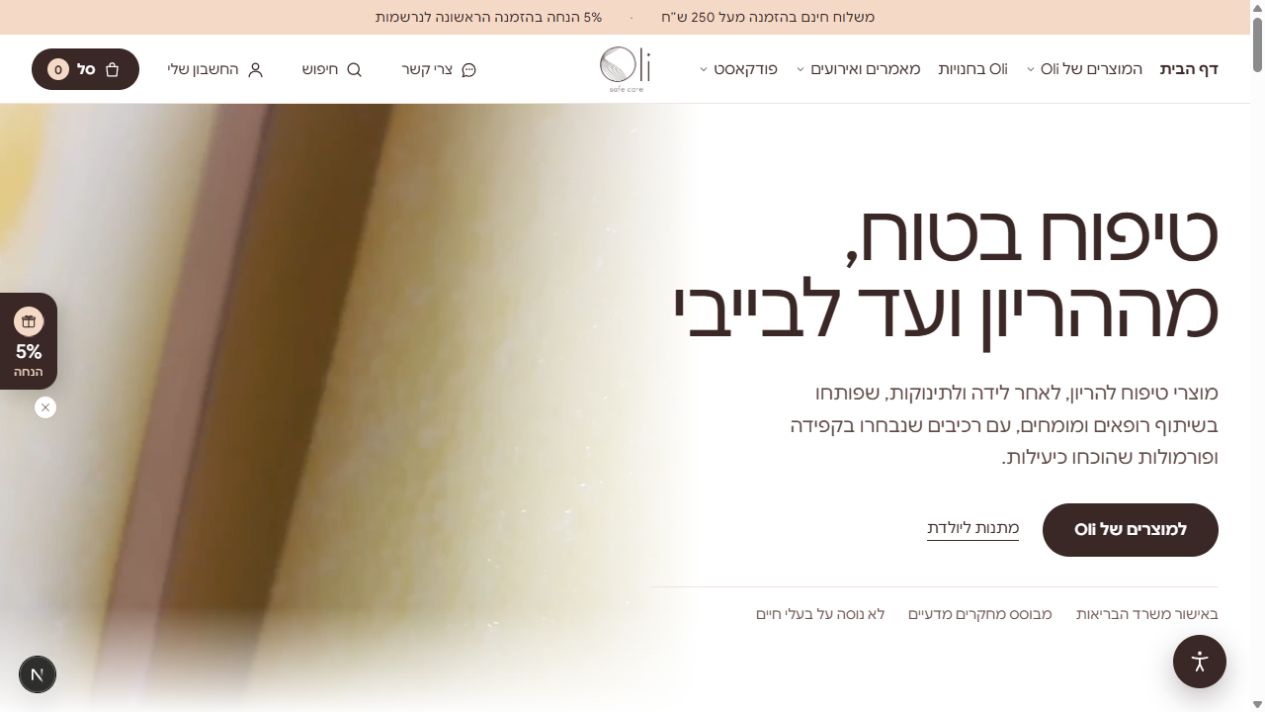 משלוח חינם בהזמנה מעל 250 ש"ח · 5% הנחה בהזמנה הראשונה לנרשמות
דף הבית המוצרים של Oli Oli בחנויות מאמרים ואירועים פודקאסט
Oli
safe care
צרי קשר חיפוש החשבון שלי סל 0
טיפוח בטוח,
מההריון ועד לבייבי
מוצרי טיפוח להריון, לאחר לידה ולתינוקות, שפותחו
בשיתוף רופאים ומומחים, עם רכיבים שנבחרו בקפידה
ופורמולות שהוכחו כיעילות.
למוצרים של Oli מתנות ליולדת
באישור משרד הבריאות מבוסס מחקרים מדעיים לא נוסה על בעלי חיים
5%
הנחה
N